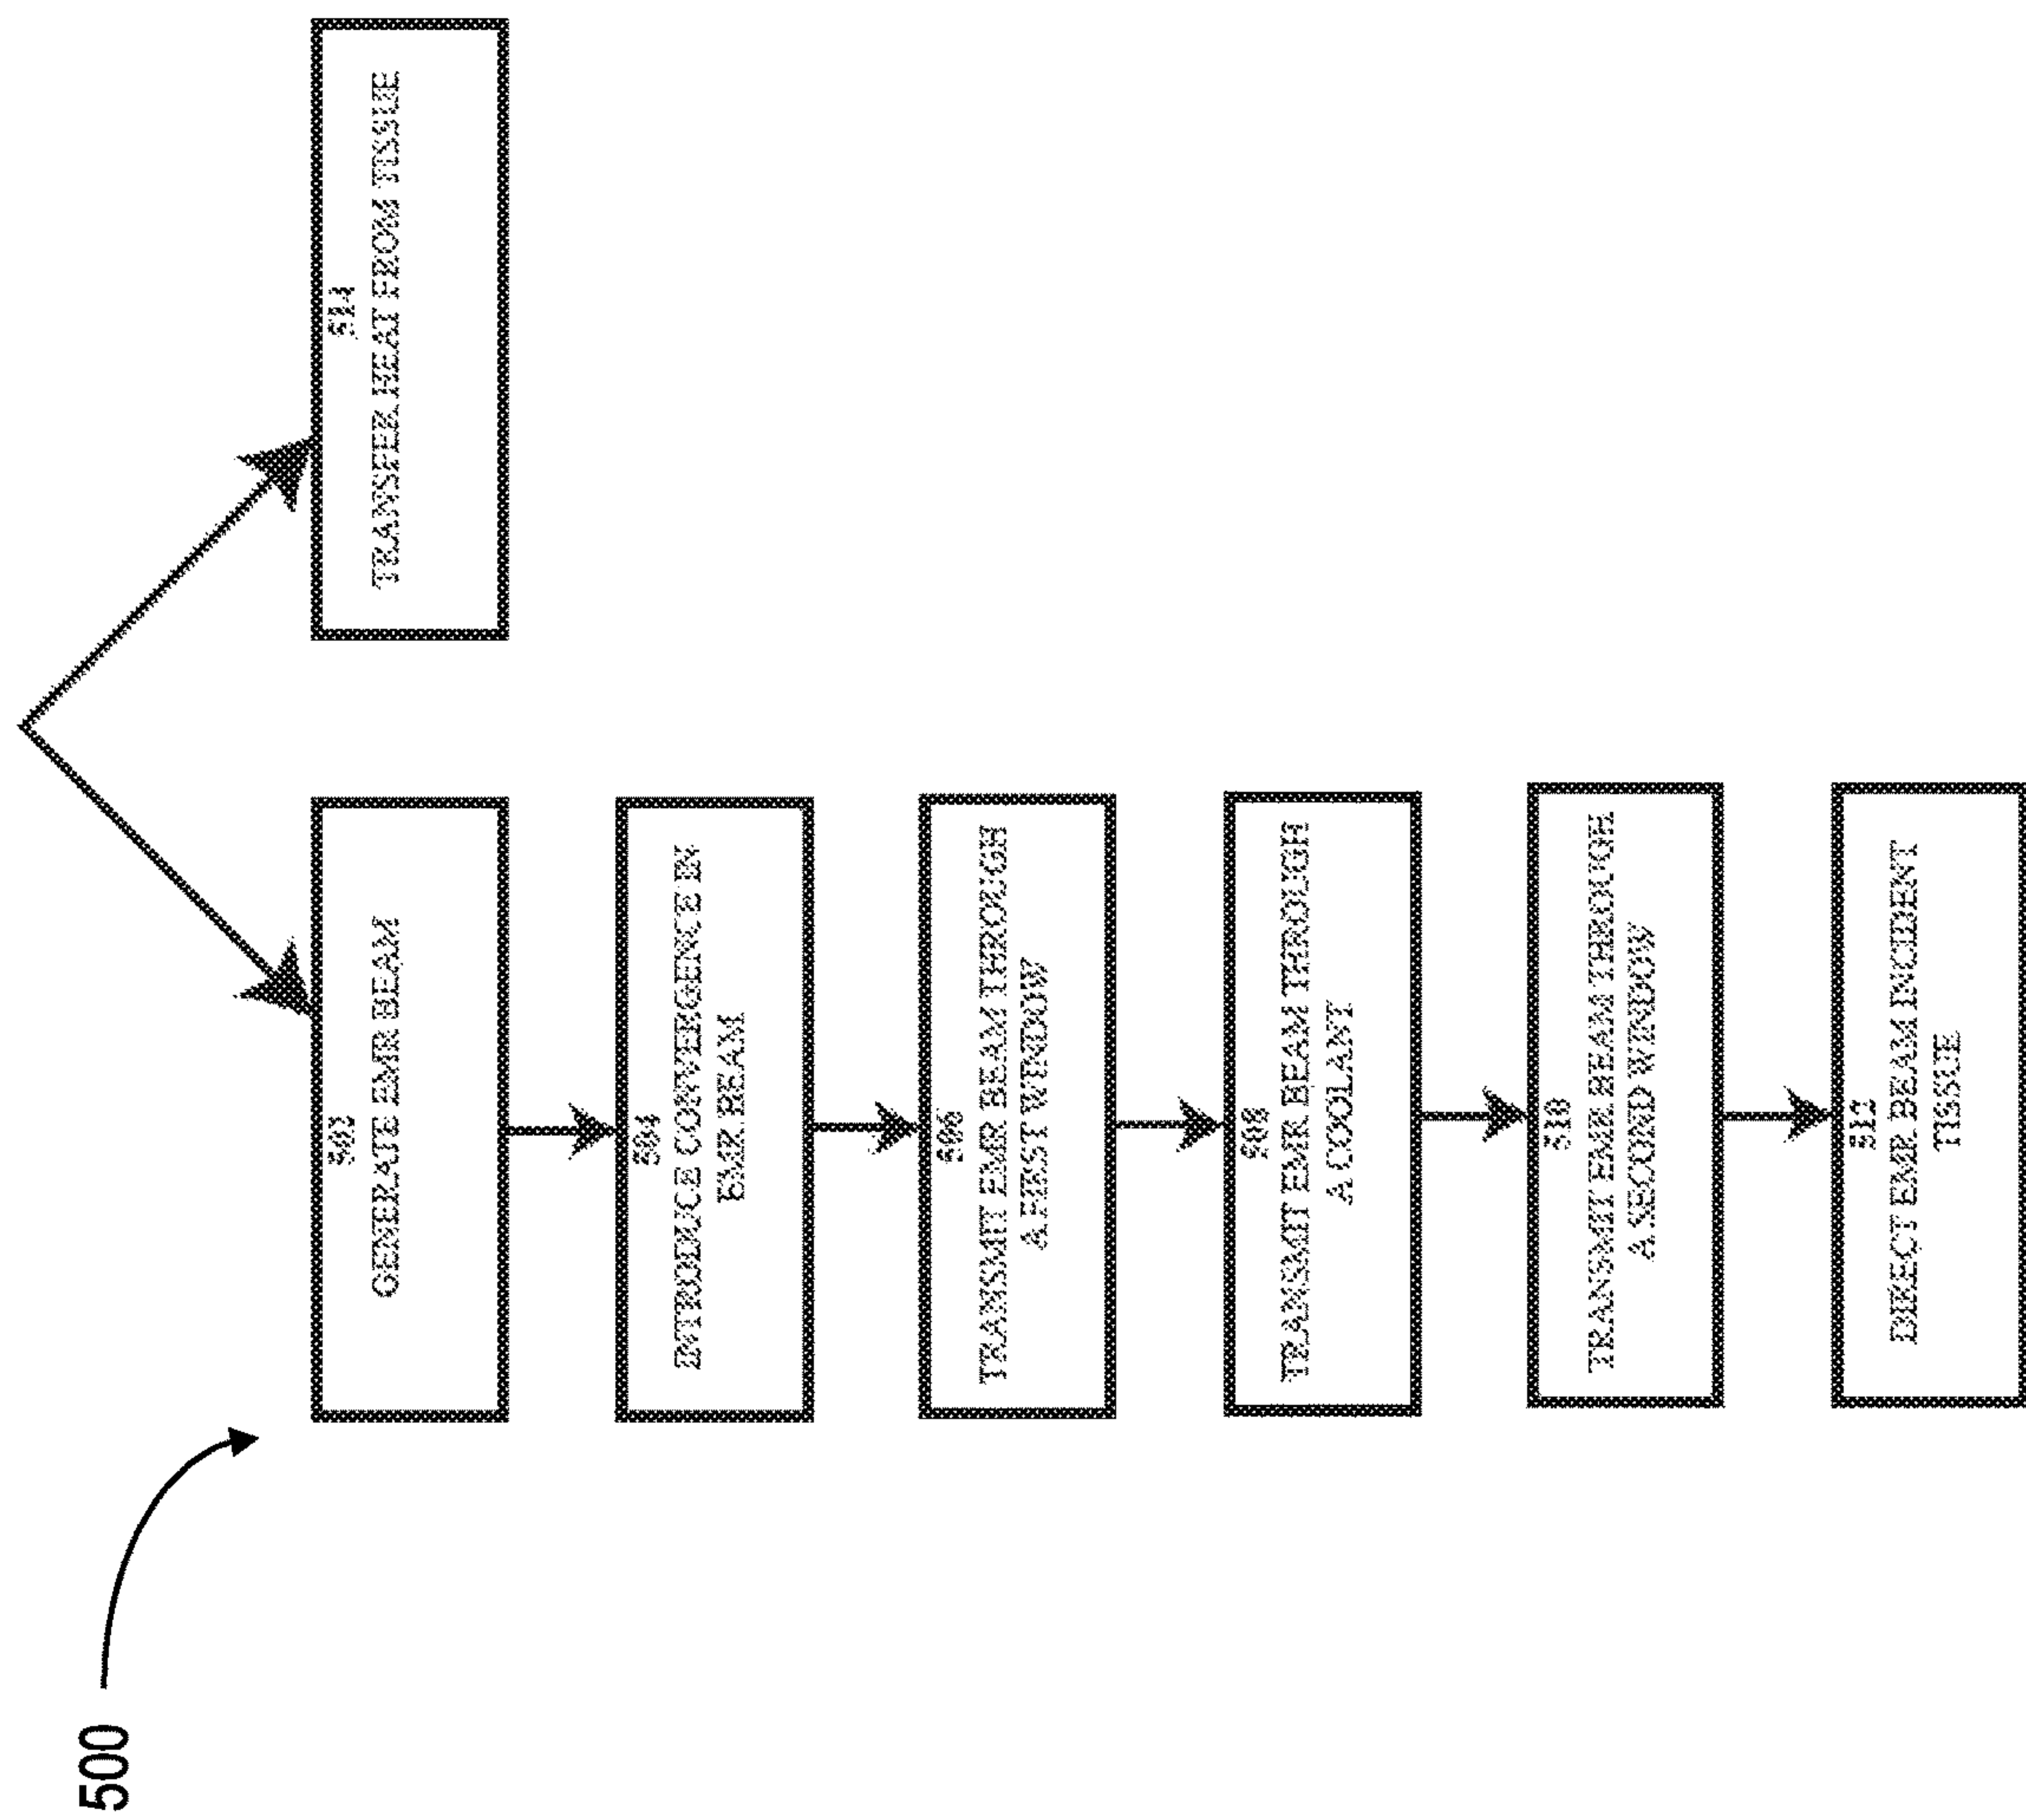 500
502
GENERATE EMR BEAM
514
TRANSFER HEAT FROM TISSUE
504
INTRODUCE CONVERGENCE IN
EMR BEAM
506
TRANSMIT EMR BEAM THROUGH
A FIRST WINDOW
508
TRANSMIT EMR BEAM THROUGH
A COOLANT
510
TRANSMIT EMR BEAM THROUGH
A SECOND WINDOW
512
DIRECT EMR BEAM INCIDENT
TISSUE